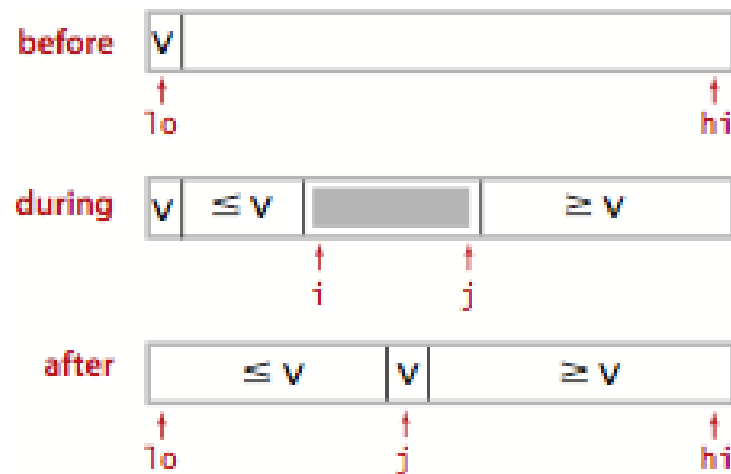 before v
lo hi
during v ≤ v ≥ v
i j
after ≤ v v ≥ v
lo j hi